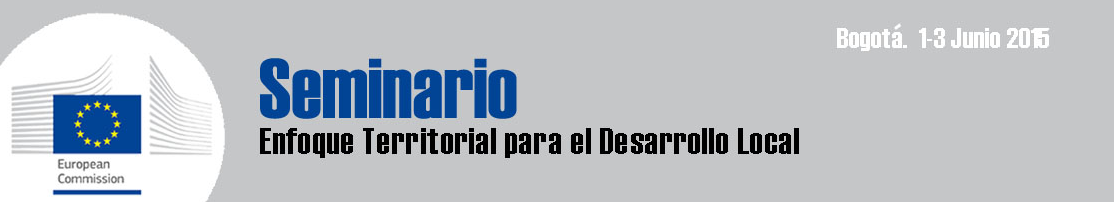 Bogotá. 1-3 Junio 2015
Seminario
Enfoque Territorial para el Desarrollo Local
European
Commission